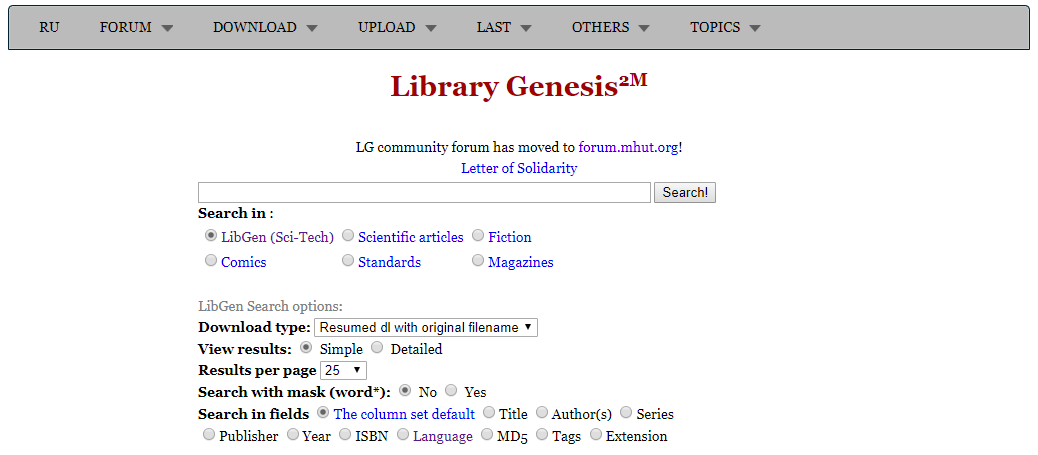 RU FORUM DOWNLOAD UPLOAD LAST OTHERS TOPICS
Library Genesis²ᴹ
LG community forum has moved to forum.mhut.org!
Letter of Solidarity
Search!
Search in :
LibGen (Sci-Tech) Scientific articles Fiction
Comics Standards Magazines
LibGen Search options:
Download type: Resumed dl with original filename
View results: Simple Detailed
Results per page 25
Search with mask (word*): No Yes
Search in fields The column set default Title Author(s) Series
Publisher Year ISBN Language MD5 Tags Extension